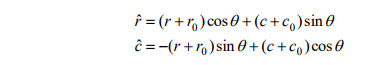 r̂ = (r + r₀) cos θ + (c + c₀) sin θ
ĉ = −(r + r₀) sin θ + (c + c₀) cos θ